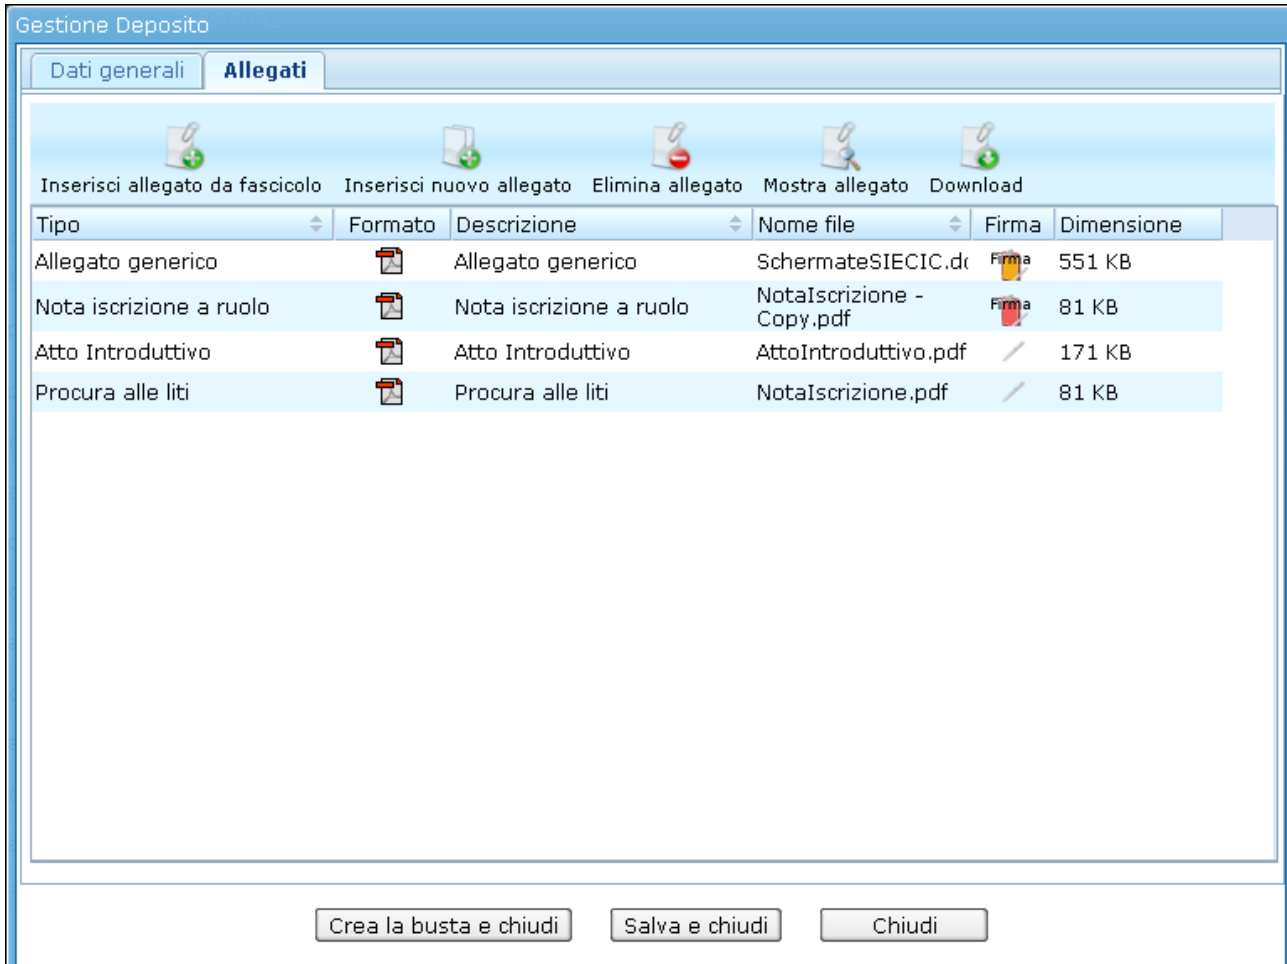 Gestione Deposito
Dati generali
Allegati
Inserisci allegato da fascicolo Inserisci nuovo allegato Elimina allegato Mostra allegato Download
Tipo Formato Descrizione Nome file Firma Dimensione
Allegato generico Allegato generico SchermateSIECIC.dc Firma 551 KB
Nota iscrizione a ruolo Nota iscrizione a ruolo NotaIscrizione -
Copy.pdf Firma 81 KB
Atto Introduttivo Atto Introduttivo AttoIntroduttivo.pdf 171 KB
Procura alle liti Procura alle liti NotaIscrizione.pdf 81 KB
Crea la busta e chiudi Salva e chiudi Chiudi